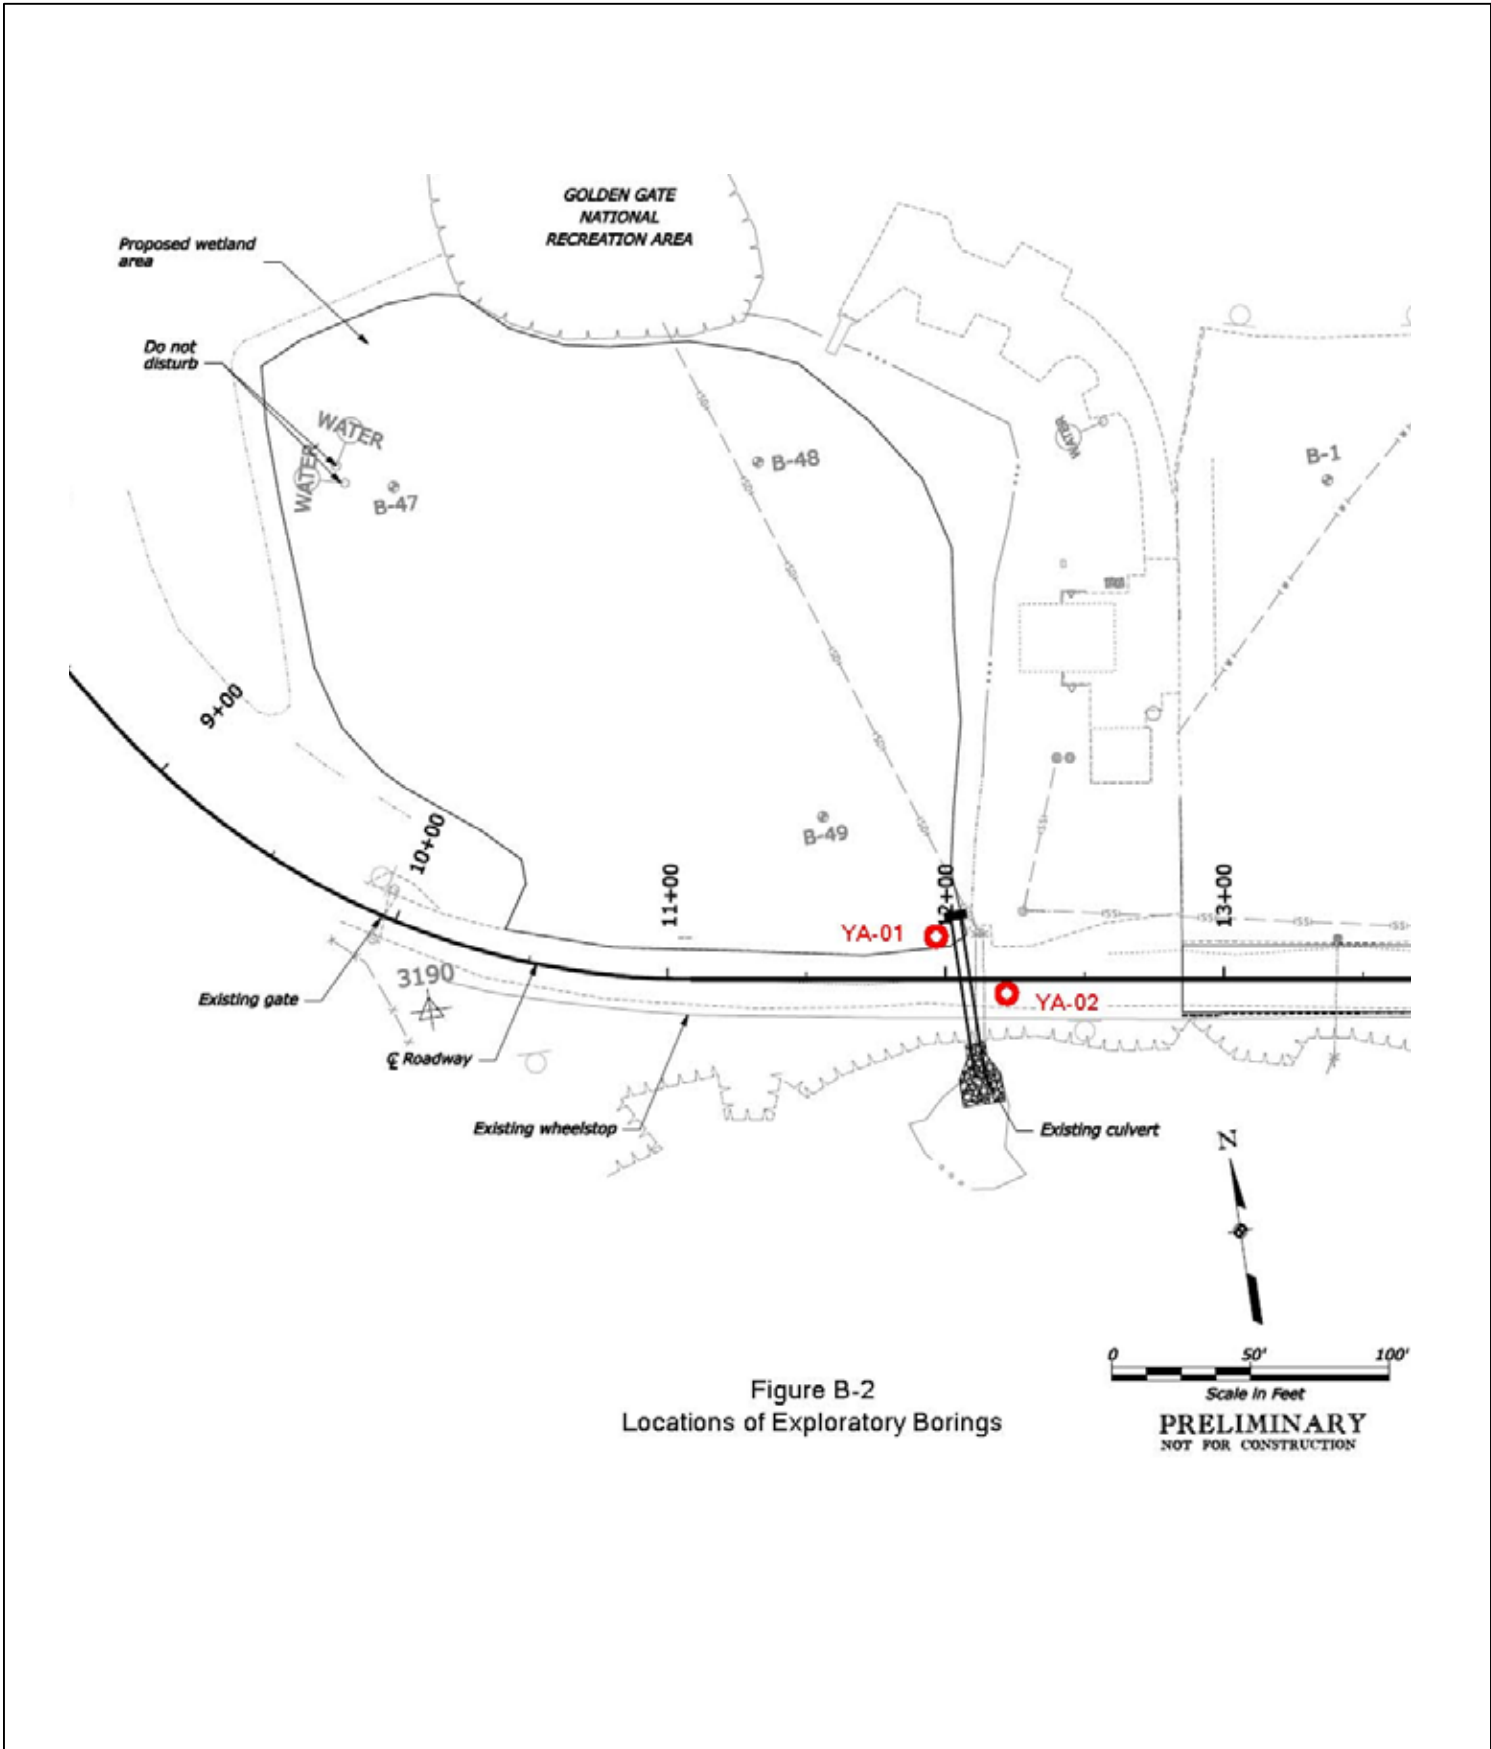 GOLDEN GATE
NATIONAL
RECREATION AREA
Proposed wetland
area
Do not
disturb
WATER
WATER
WATER
B-47
B-48
B-1
B-49
9+00
10+00
11+00
12+00
13+00
YA-01
YA-02
3190
Existing gate
℄ Roadway
Existing wheelstop
Existing culvert
N
0 50' 100'
Scale in Feet
PRELIMINARY
NOT FOR CONSTRUCTION
Figure B-2
Locations of Exploratory Borings